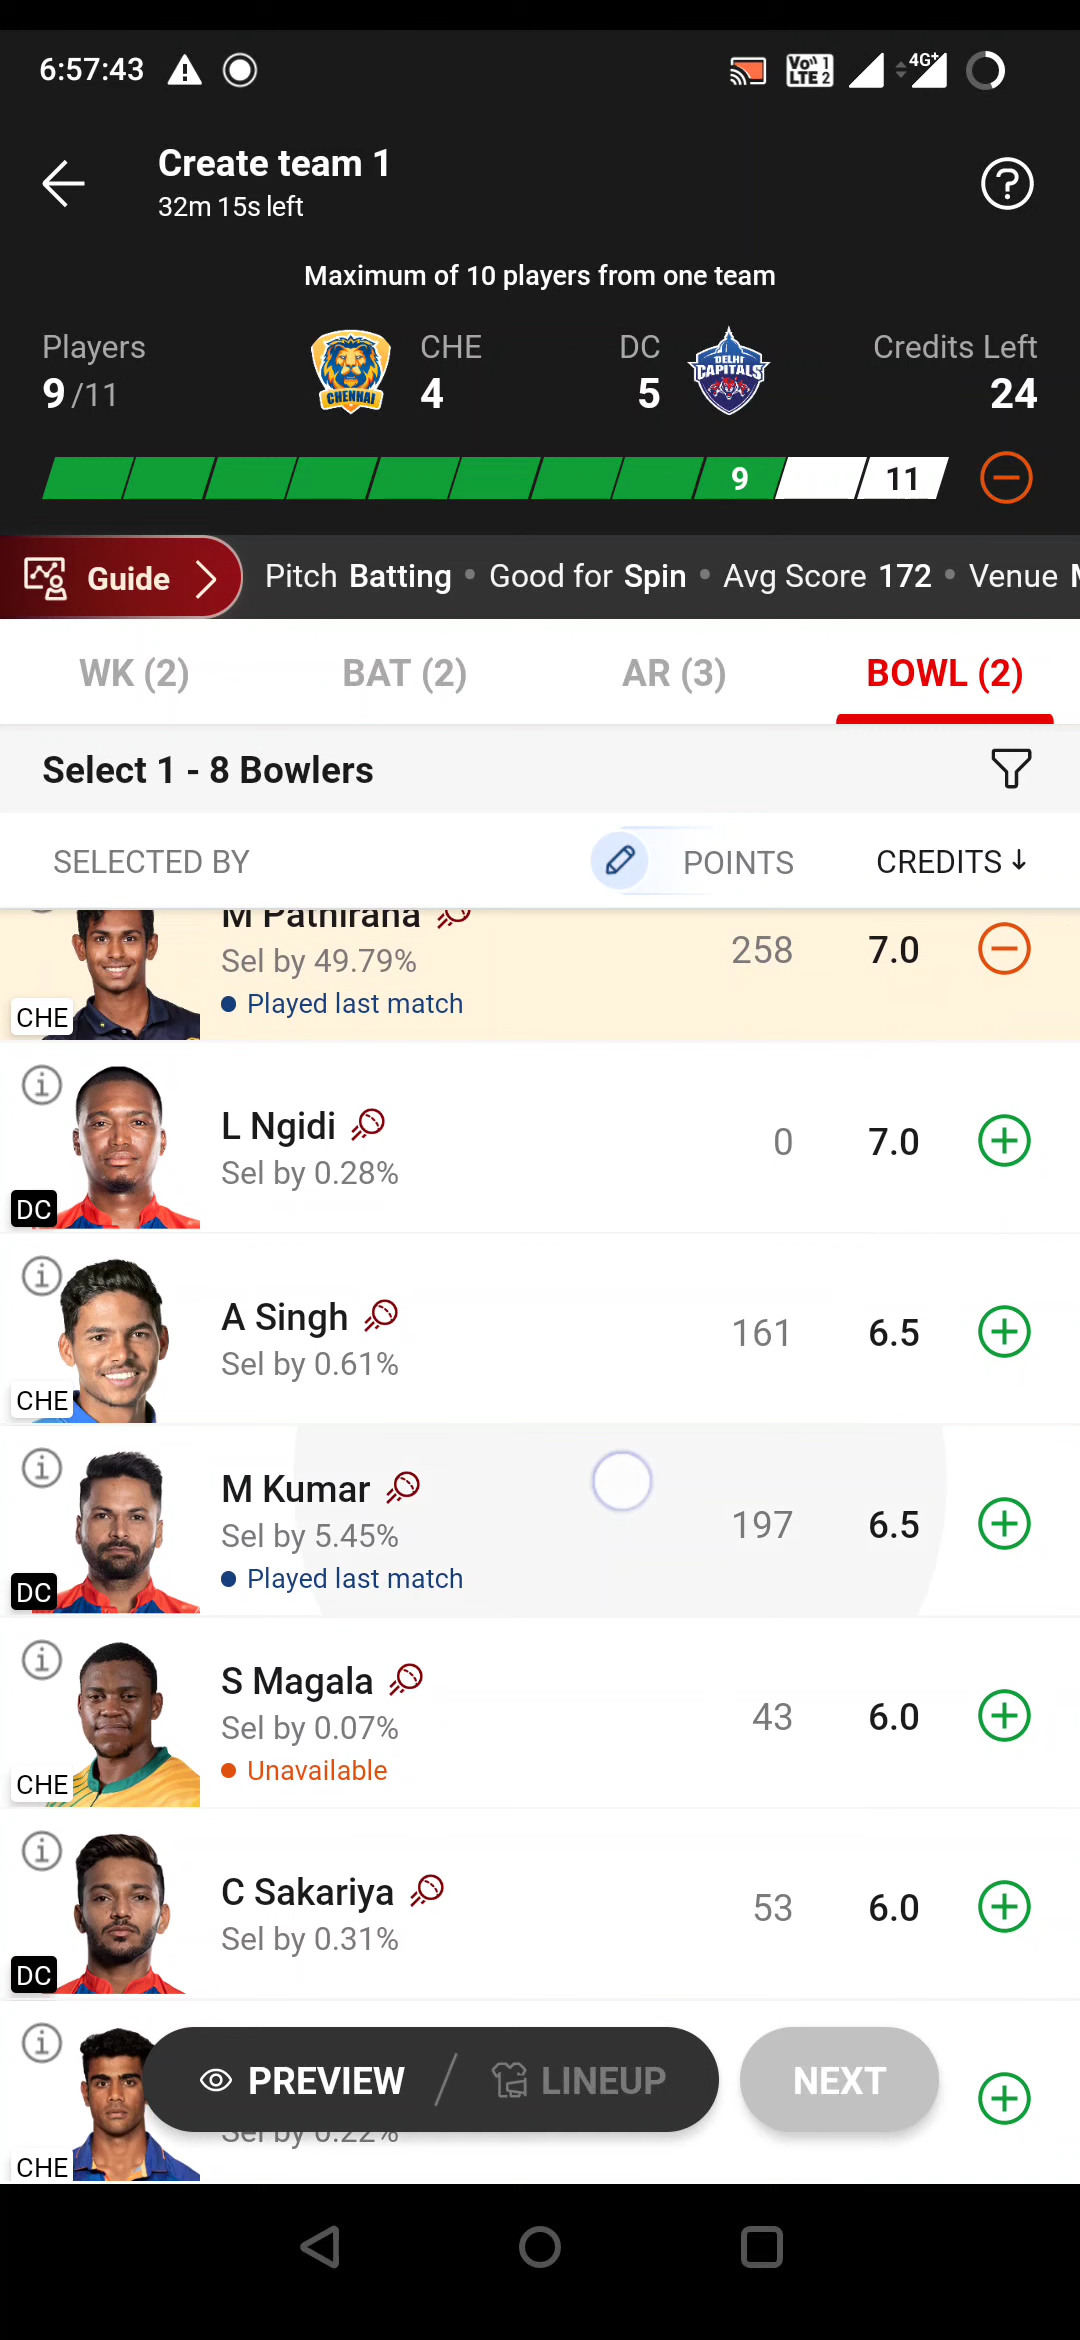 6:57:43
Vo 1
LTE 2
4G+
Create team 1
32m 15s left
Maximum of 10 players from one team
Players
CHE
DC
Credits Left
9/11
4
5
24
CHENNAI
DELHI
CAPITALS
9
11
Guide
Pitch Batting • Good for Spin • Avg Score 172 • Venue
WK (2)
BAT (2)
AR (3)
BOWL (2)
Select 1 - 8 Bowlers
SELECTED BY
POINTS
CREDITS ↓
M Pathirana
Sel by 49.79%
258
7.0
Played last match
CHE
L Ngidi
Sel by 0.28%
0
7.0
DC
A Singh
Sel by 0.61%
161
6.5
CHE
M Kumar
Sel by 5.45%
197
6.5
Played last match
DC
S Magala
Sel by 0.07%
43
6.0
Unavailable
CHE
C Sakariya
Sel by 0.31%
53
6.0
DC
PREVIEW
LINEUP
NEXT
Sel by 0.22%
CHE